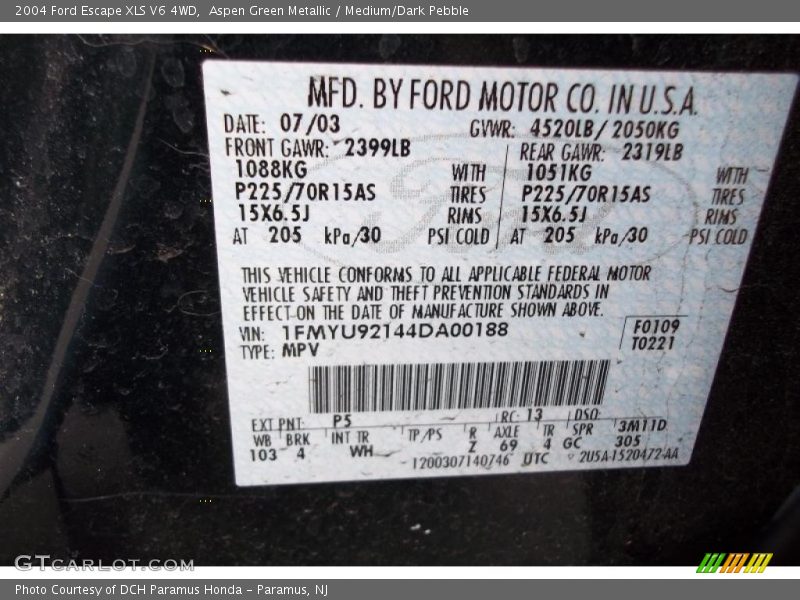 2004 Ford Escape XLS V6 4WD,  Aspen Green Metallic / Medium/Dark Pebble
MFD. BY FORD MOTOR CO. IN U.S.A.
DATE: 07/03 GVWR: 4520LB/ 2050KG
FRONT GAWR: 2399LB REAR GAWR: 2319LB
1088KG WITH 1051KG WITH
P225/70R15AS TIRES P225/70R15AS TIRES
15X6.5J RIMS 15X6.5J RIMS
AT 205 kPa/30 PSI COLD AT 205 kPa/30 PSI COLD
THIS VEHICLE CONFORMS TO ALL APPLICABLE FEDERAL MOTOR
VEHICLE SAFETY AND THEFT PREVENTION STANDARDS IN
EFFECT ON THE DATE OF MANUFACTURE SHOWN ABOVE.
VIN: 1FMYU92144DA00188 F0109
TYPE: MPV T0221
EXT PNT: P5 RC: 13 DSO:
WB BRK INT TR TP/PS R AXLE TR SPR 3M11D
103 4 WH Z 69 4 GC 305
1200307140746 UTC 2U5A-1520472-AA
GTCARLOT.COM
Photo Courtesy of DCH Paramus Honda - Paramus, NJ